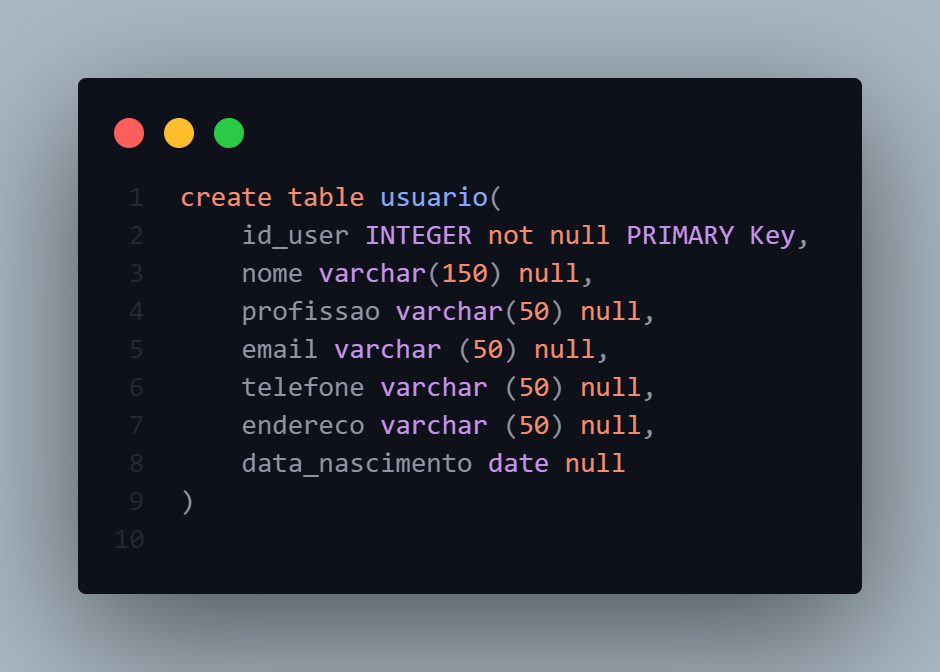 1 create table usuario(
2 id_user INTEGER not null PRIMARY Key,
3 nome varchar(150) null,
4 profissao varchar(50) null,
5 email varchar (50) null,
6 telefone varchar (50) null,
7 endereco varchar (50) null,
8 data_nascimento date null
9 )
10